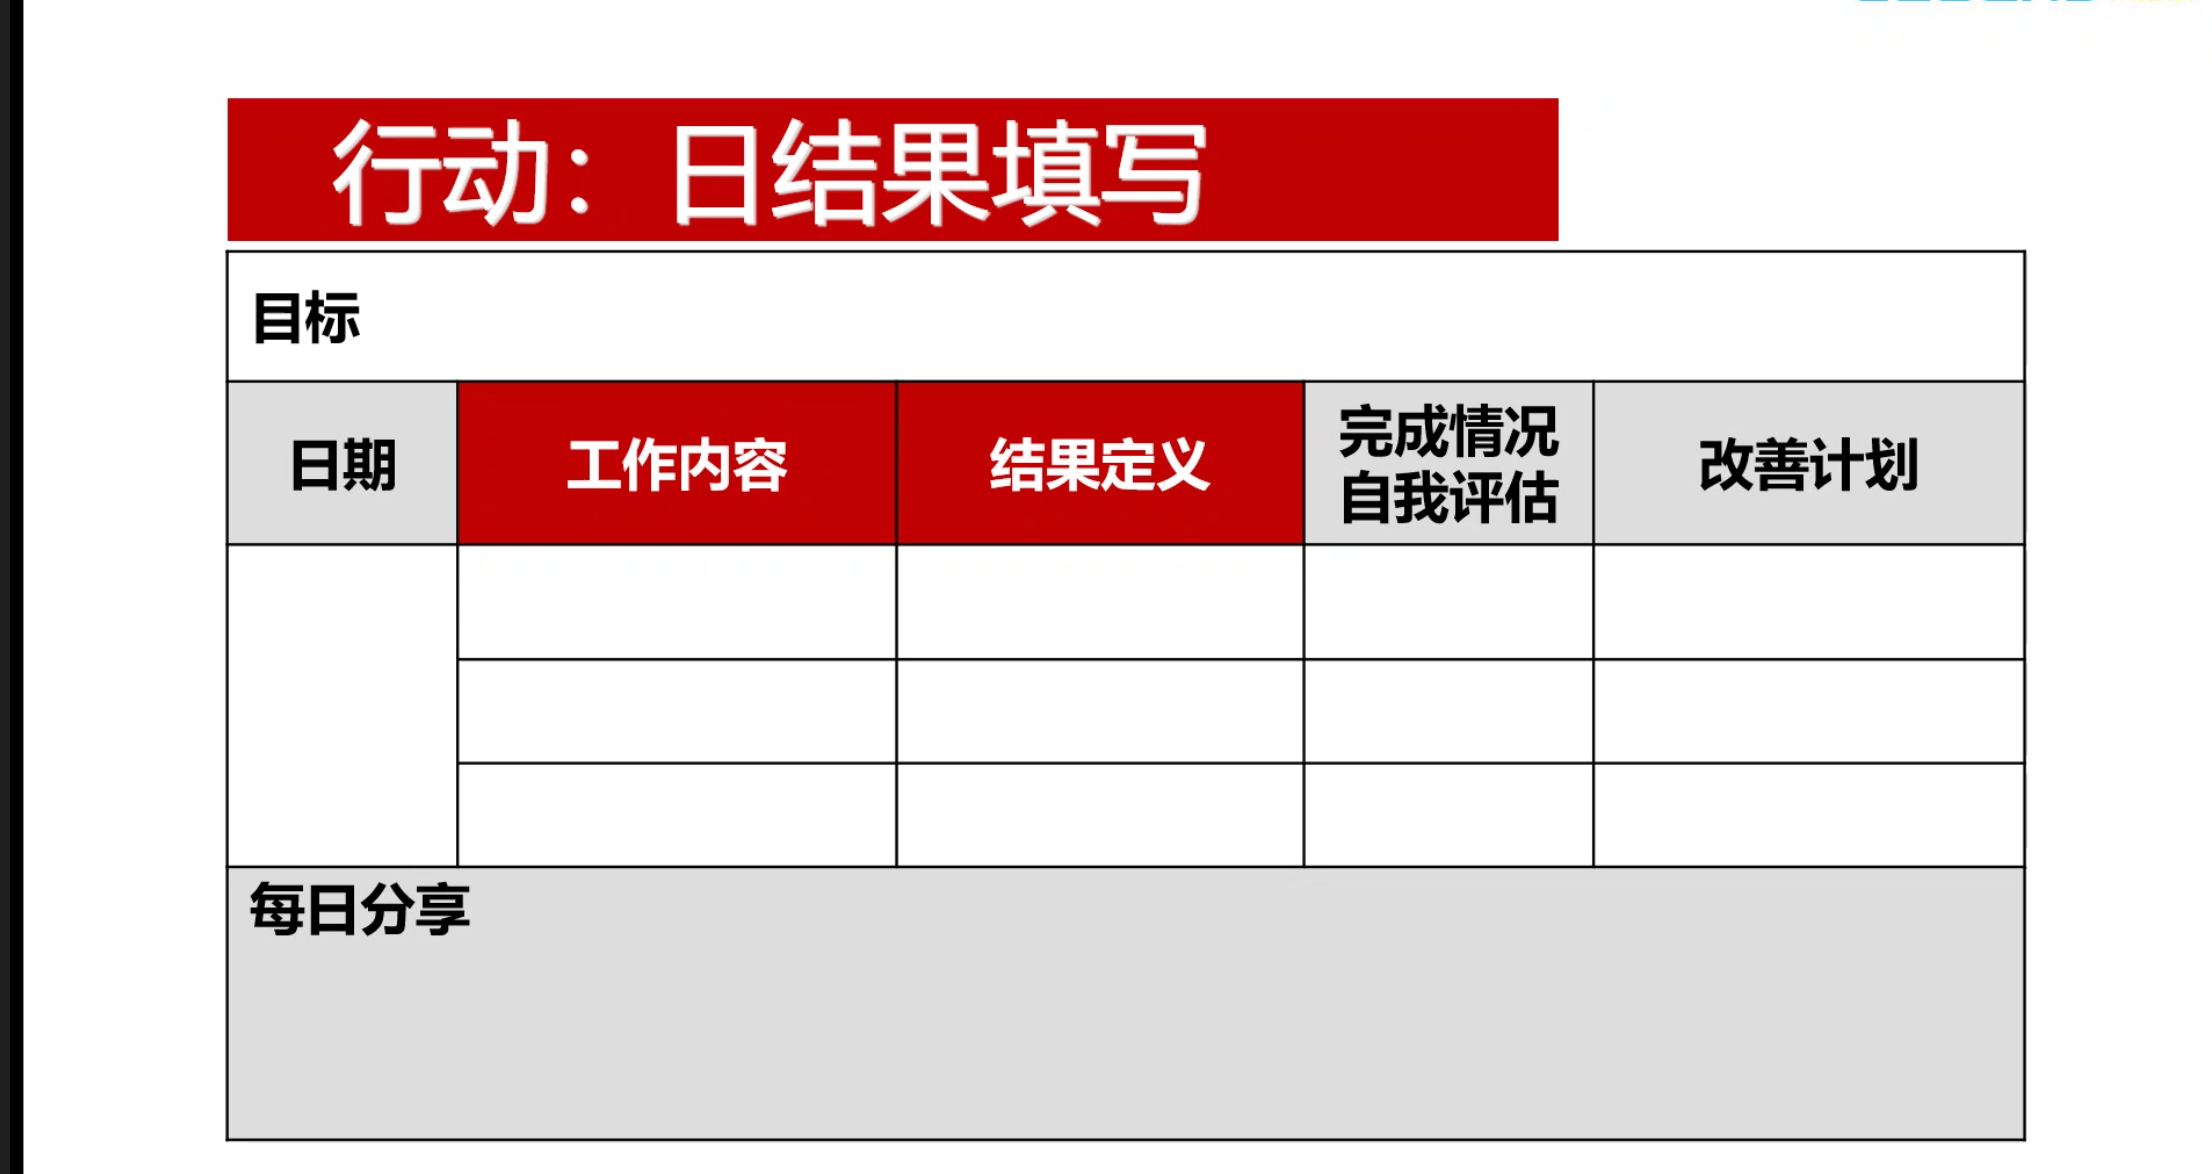 行动：日结果填写
目标
日期
工作内容
结果定义
完成情况
自我评估
改善计划
每日分享